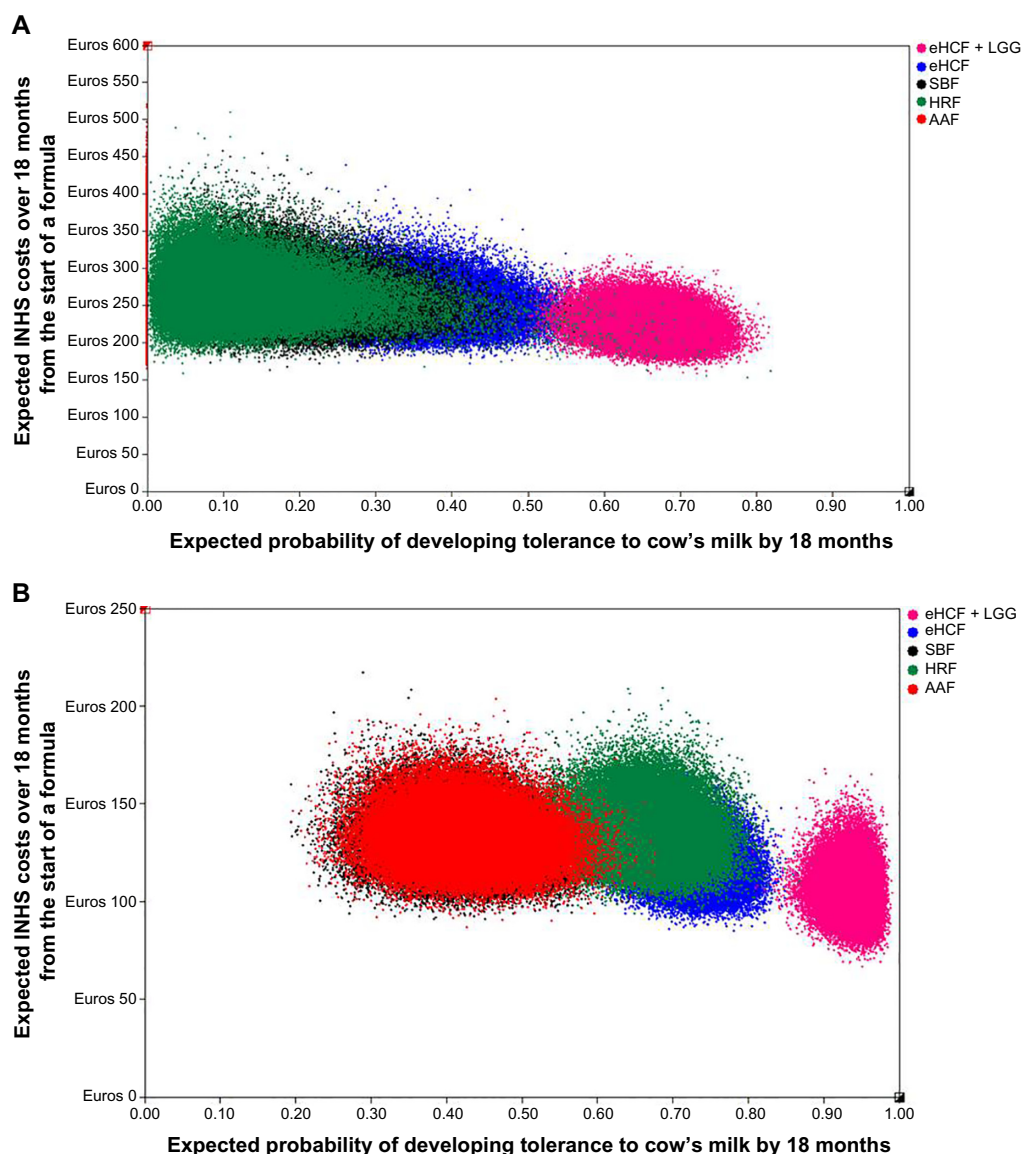 A
Expected INHS costs over 18 months
from the start of a formula
Euros 600
Euros 550
Euros 500
Euros 450
Euros 400
Euros 350
Euros 300
Euros 250
Euros 200
Euros 150
Euros 100
Euros 50
Euros 0
0.00 0.10 0.20 0.30 0.40 0.50 0.60 0.70 0.80 0.90 1.00
Expected probability of developing tolerance to cow's milk by 18 months
eHCF + LGG
eHCF
SBF
HRF
AAF
B
Expected INHS costs over 18 months
from the start of a formula
Euros 250
Euros 200
Euros 150
Euros 100
Euros 50
Euros 0
0.00 0.10 0.20 0.30 0.40 0.50 0.60 0.70 0.80 0.90 1.00
Expected probability of developing tolerance to cow's milk by 18 months
eHCF + LGG
eHCF
SBF
HRF
AAF